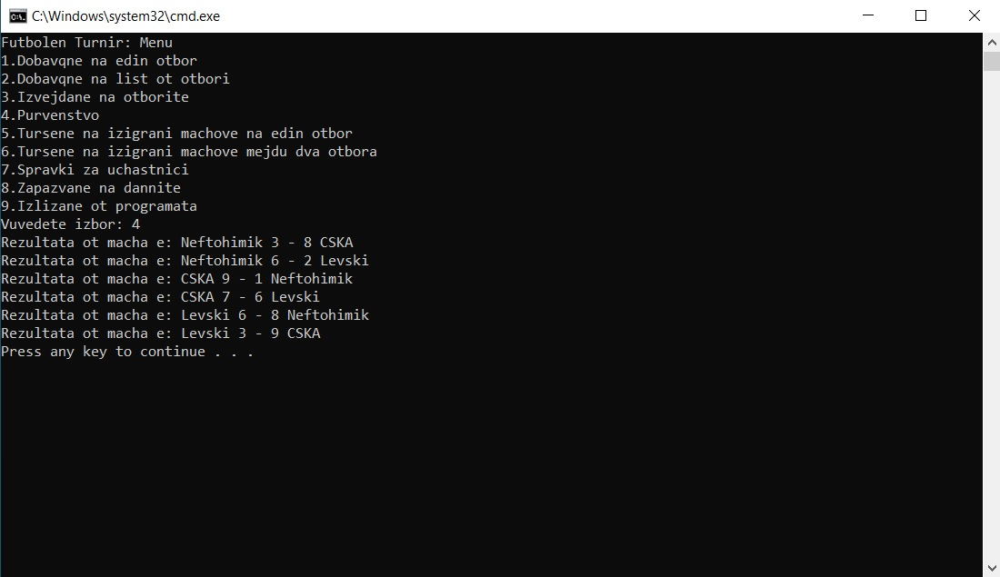 C:\Windows\system32\cmd.exe
Futbolen Turnir: Menu
1.Dobavqne na edin otbor
2.Dobavqne na list ot otbori
3.Izvejdane na otborite
4.Purvenstvo
5.Tursene na izigrani machove na edin otbor
6.Tursene na izigrani machove mejdu dva otbora
7.Spravki za uchastnici
8.Zapazvane na dannite
9.Izlizane ot programata
Vuvedete izbor: 4
Rezultata ot macha e: Neftohimik 3 - 8 CSKA
Rezultata ot macha e: Neftohimik 6 - 2 Levski
Rezultata ot macha e: CSKA 9 - 1 Neftohimik
Rezultata ot macha e: CSKA 7 - 6 Levski
Rezultata ot macha e: Levski 6 - 8 Neftohimik
Rezultata ot macha e: Levski 3 - 9 CSKA
Press any key to continue . . .